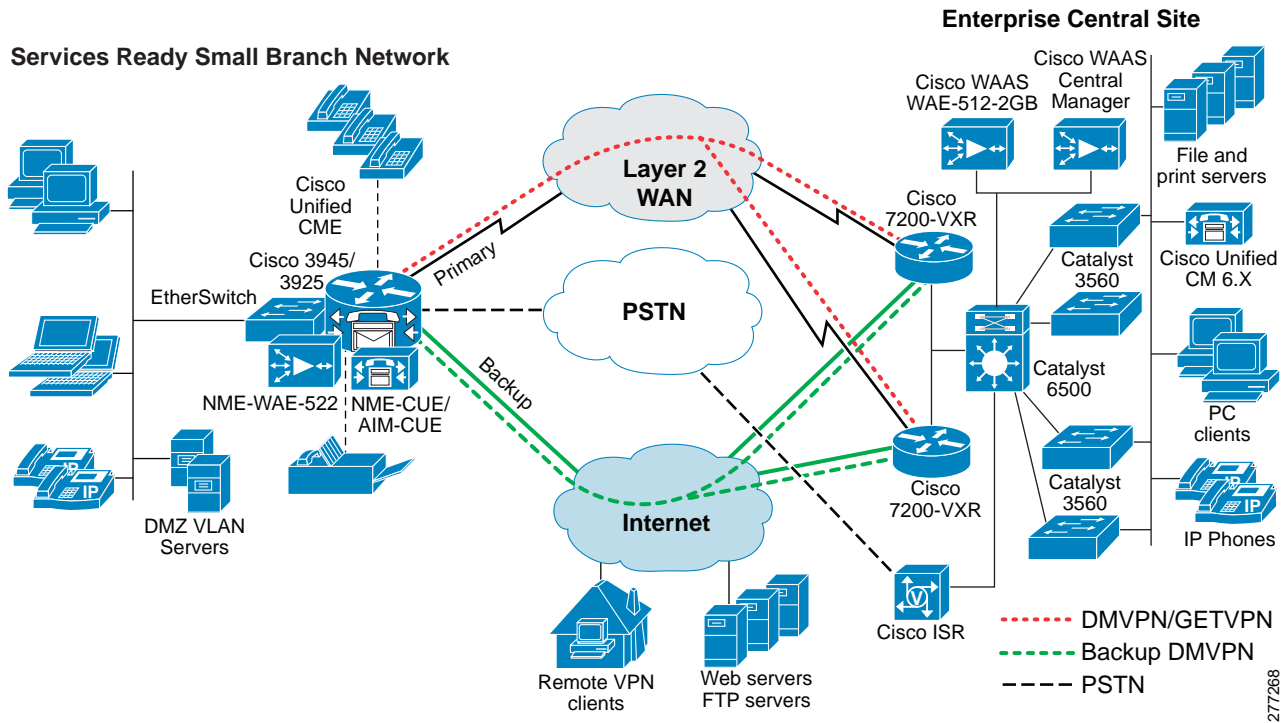 Enterprise Central Site
Services Ready Small Branch Network
Cisco WAAS
WAE-512-2GB
Cisco WAAS
Central
Manager
File and
print servers
Cisco
Unified
CME
Layer 2
WAN
Cisco
7200-VXR
Cisco 3945/
3925
Primary
Catalyst
3560
Cisco Unified
CM 6.X
EtherSwitch
PSTN
Backup
Catalyst
6500
NME-WAE-522
NME-CUE/
AIM-CUE
PC
clients
IP
IP
DMZ VLAN
Servers
Internet
Cisco
7200-VXR
Catalyst
3560
IP
IP
IP Phones
V
Cisco ISR
Remote VPN
clients
Web servers
FTP servers
DMVPN/GETVPN
Backup DMVPN
PSTN
277268